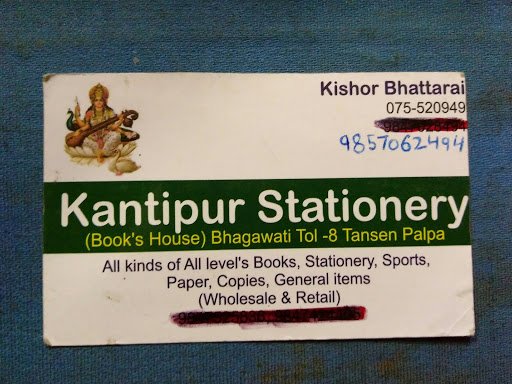 Kishor Bhattarai
075-520949
9857062494
Kantipur Stationery
(Book's House) Bhagawati Tol -8 Tansen Palpa
All kinds of All level's Books, Stationery, Sports,
Paper, Copies, General items
(Wholesale & Retail)